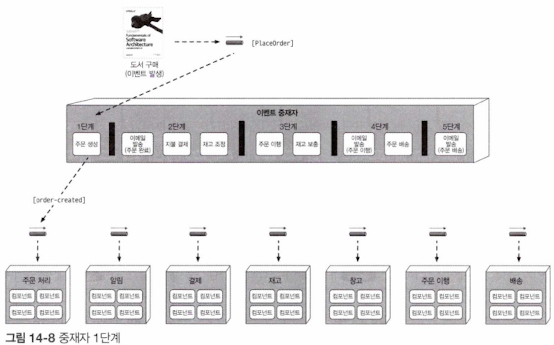 Fundamentals of
Software
Architecture
도서 구매
(이벤트 발생)
[PlaceOrder]
이벤트 중재자
1단계
2단계
3단계
4단계
5단계
주문 생성
이메일
발송
(주문 완료)
지불 결제
재고 조정
주문 이행
재고 보충
이메일
발송
(주문 이행)
주문 배송
이메일
발송
(주문 배송)
[order-created]
주문 처리
알림
결제
재고
창고
주문 이행
배송
컴포넌트 컴포넌트
컴포넌트 컴포넌트
컴포넌트 컴포넌트
컴포넌트 컴포넌트
컴포넌트 컴포넌트
컴포넌트 컴포넌트
컴포넌트 컴포넌트
컴포넌트 컴포넌트
컴포넌트 컴포넌트
컴포넌트 컴포넌트
컴포넌트 컴포넌트
컴포넌트 컴포넌트
컴포넌트 컴포넌트
컴포넌트 컴포넌트
그림 14-8 중재자 1단계